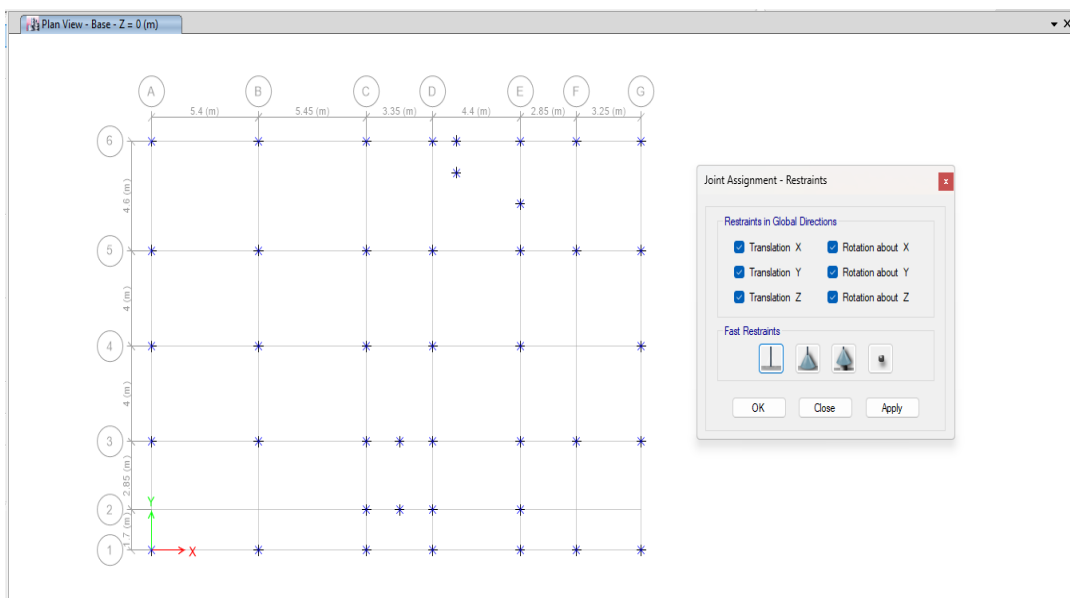 Plan View - Base - Z = 0 (m)
A B C D E F G
5.4 (m) 5.45 (m) 3.35 (m) 4.4 (m) 2.85 (m) 3.25 (m)
6
4.6 (m)
5
4 (m)
4
4 (m)
3
2.85 (m)
2
1.7 (m)
1
Y
X
Joint Assignment - Restraints
x
Restraints in Global Directions
Translation X Rotation about X
Translation Y Rotation about Y
Translation Z Rotation about Z
Fast Restraints
OK Close Apply